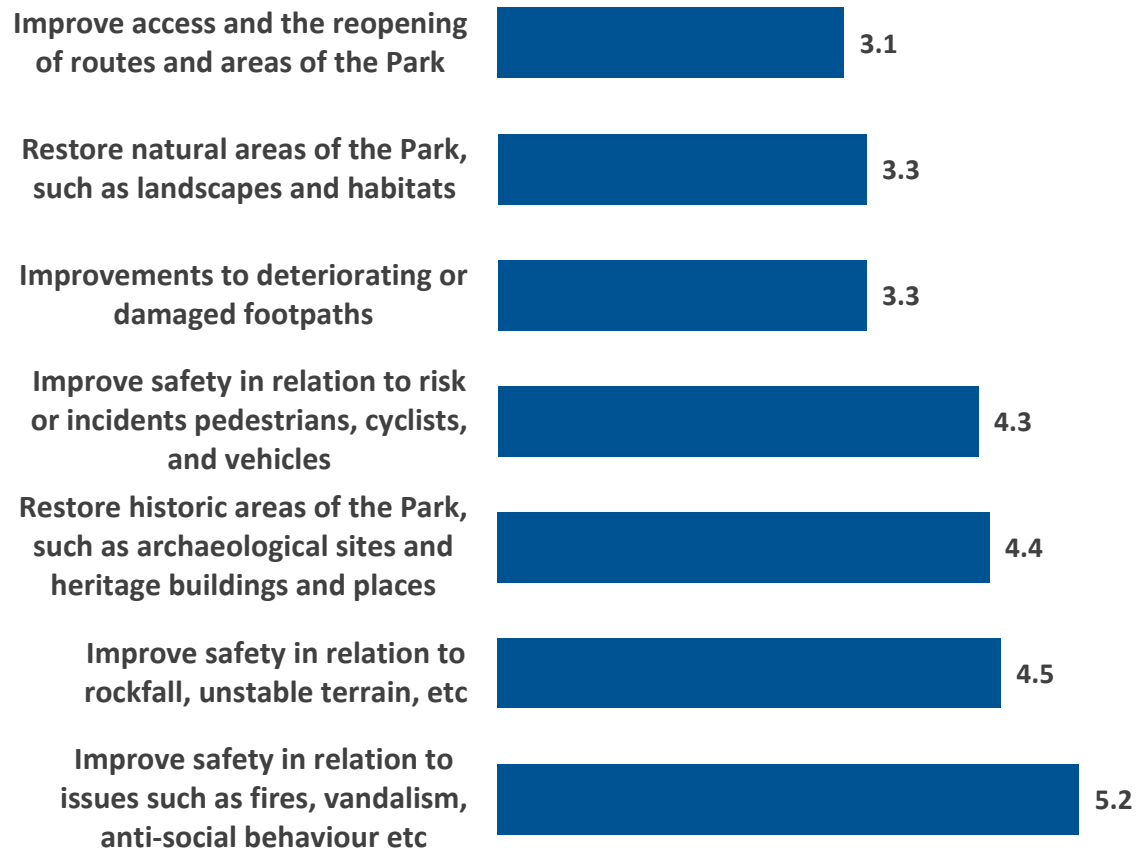 Improve access and the reopening
of routes and areas of the Park
3.1
Restore natural areas of the Park,
such as landscapes and habitats
3.3
Improvements to deteriorating or
damaged footpaths
3.3
Improve safety in relation to risk
or incidents pedestrians, cyclists,
and vehicles
4.3
Restore historic areas of the Park,
such as archaeological sites and
heritage buildings and places
4.4
Improve safety in relation to
rockfall, unstable terrain, etc
4.5
Improve safety in relation to
issues such as fires, vandalism,
anti-social behaviour etc
5.2